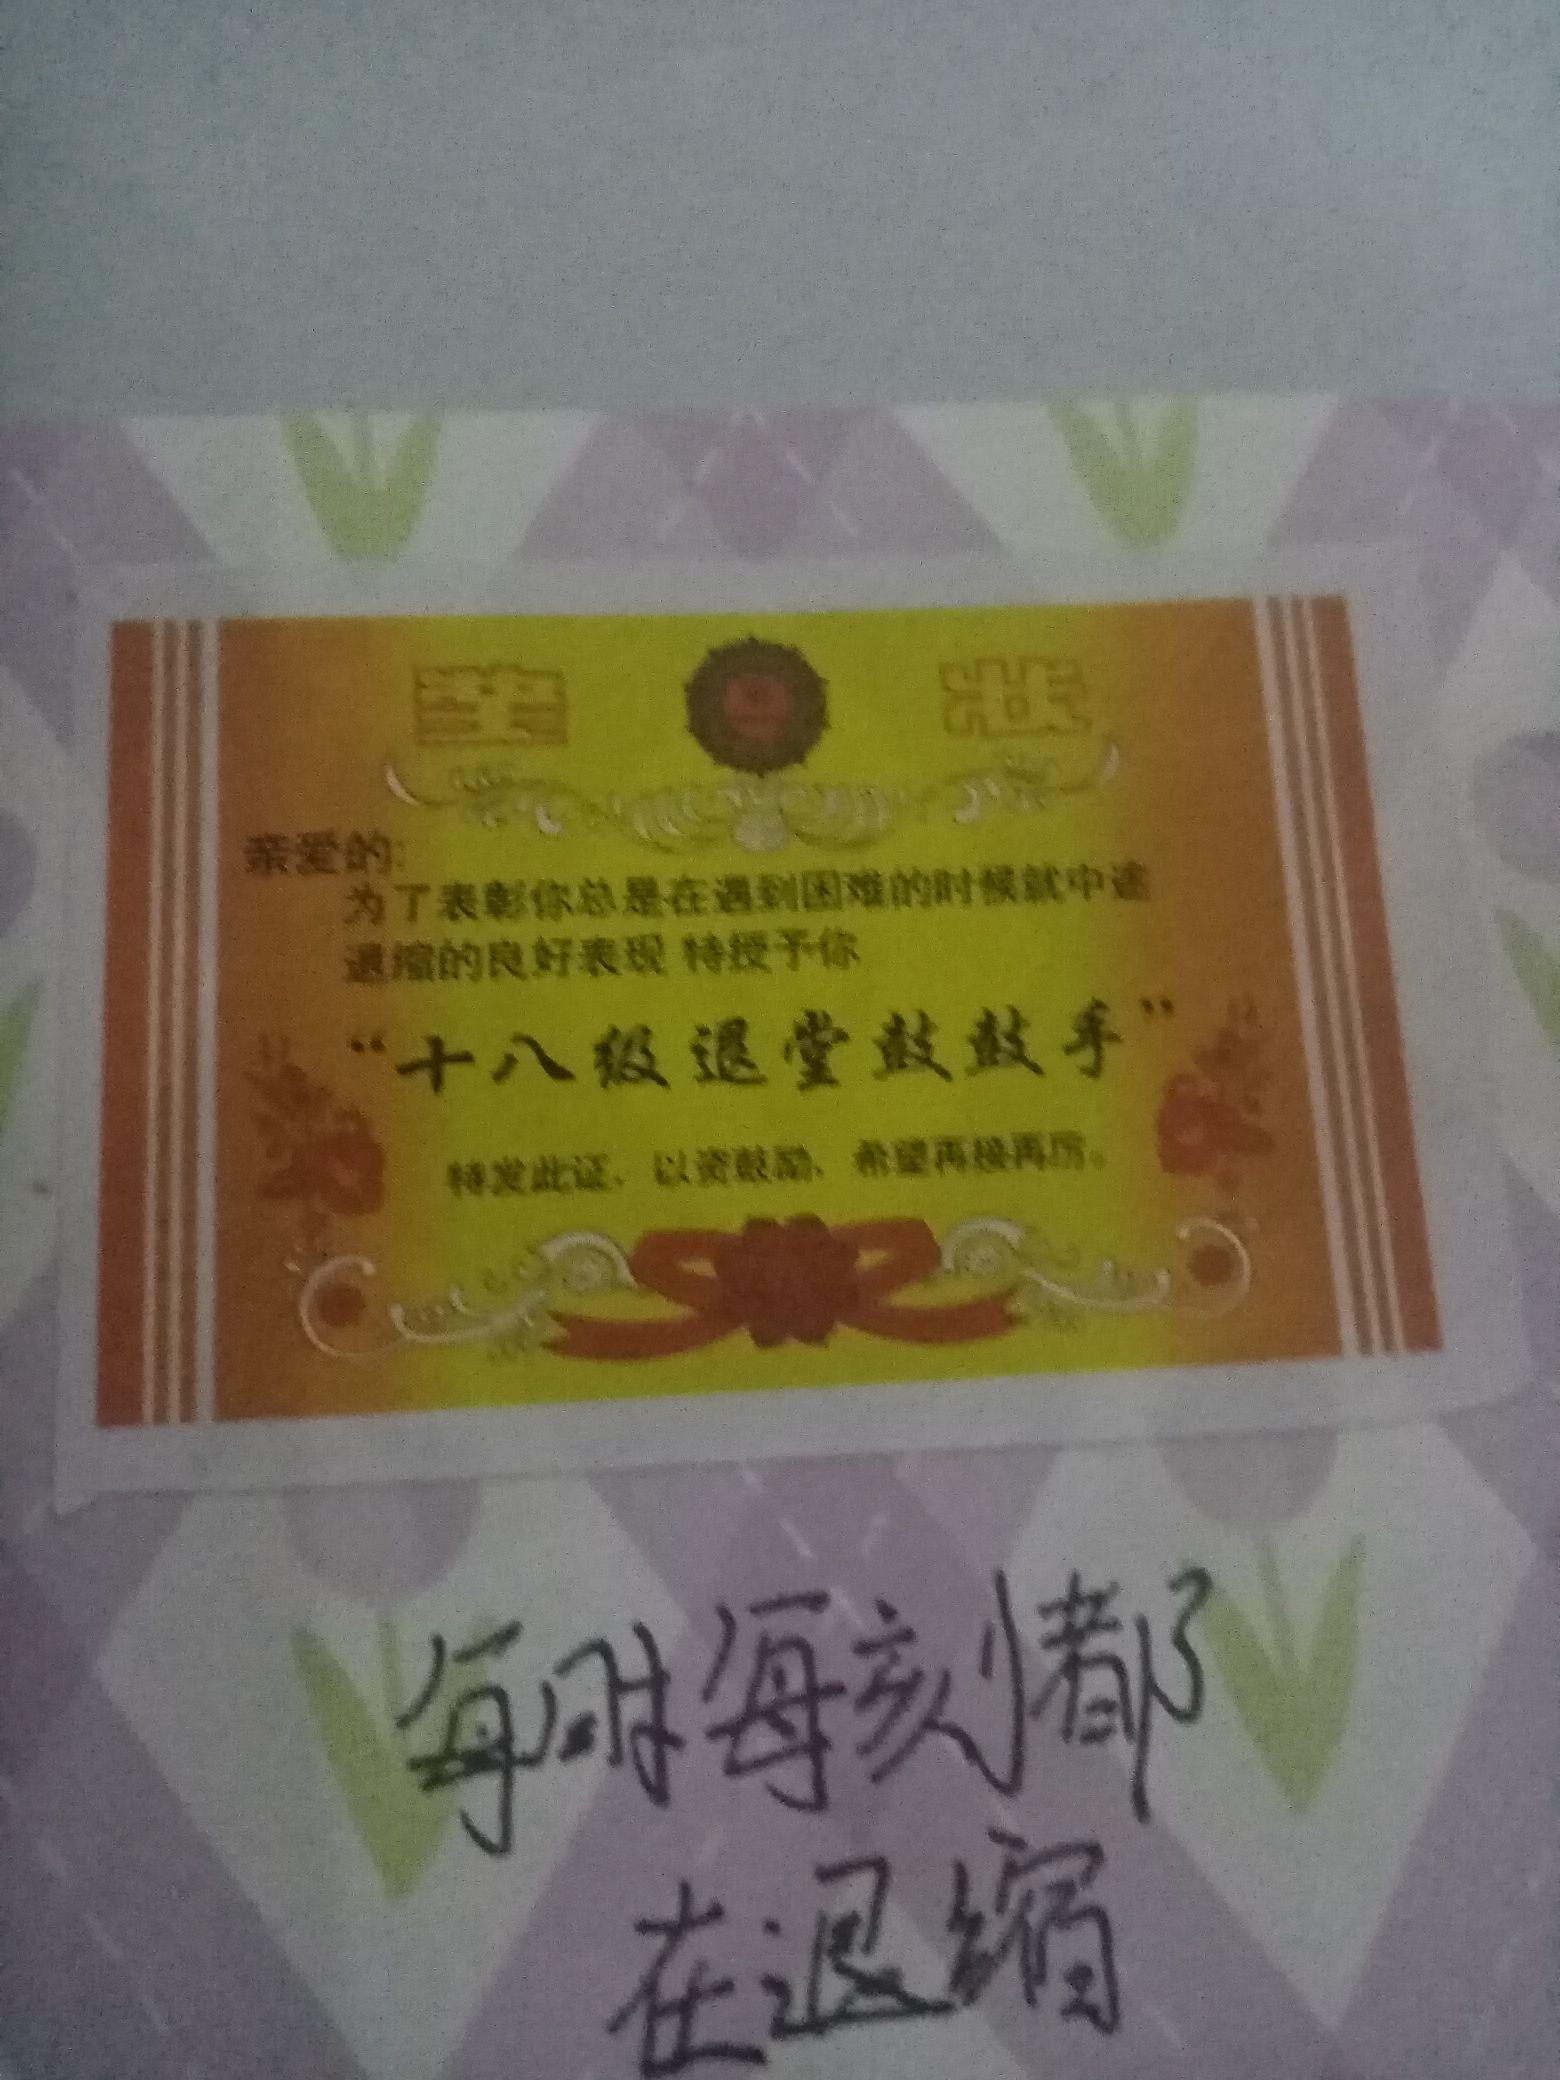 奖 状
亲爱的:
为了表彰你总是在遇到困难的时候就中途
退缩的良好表现 特授予你
“十八级退堂鼓鼓手”
特发此证，以资鼓励，希望再接再厉。
每时每刻都
在退缩